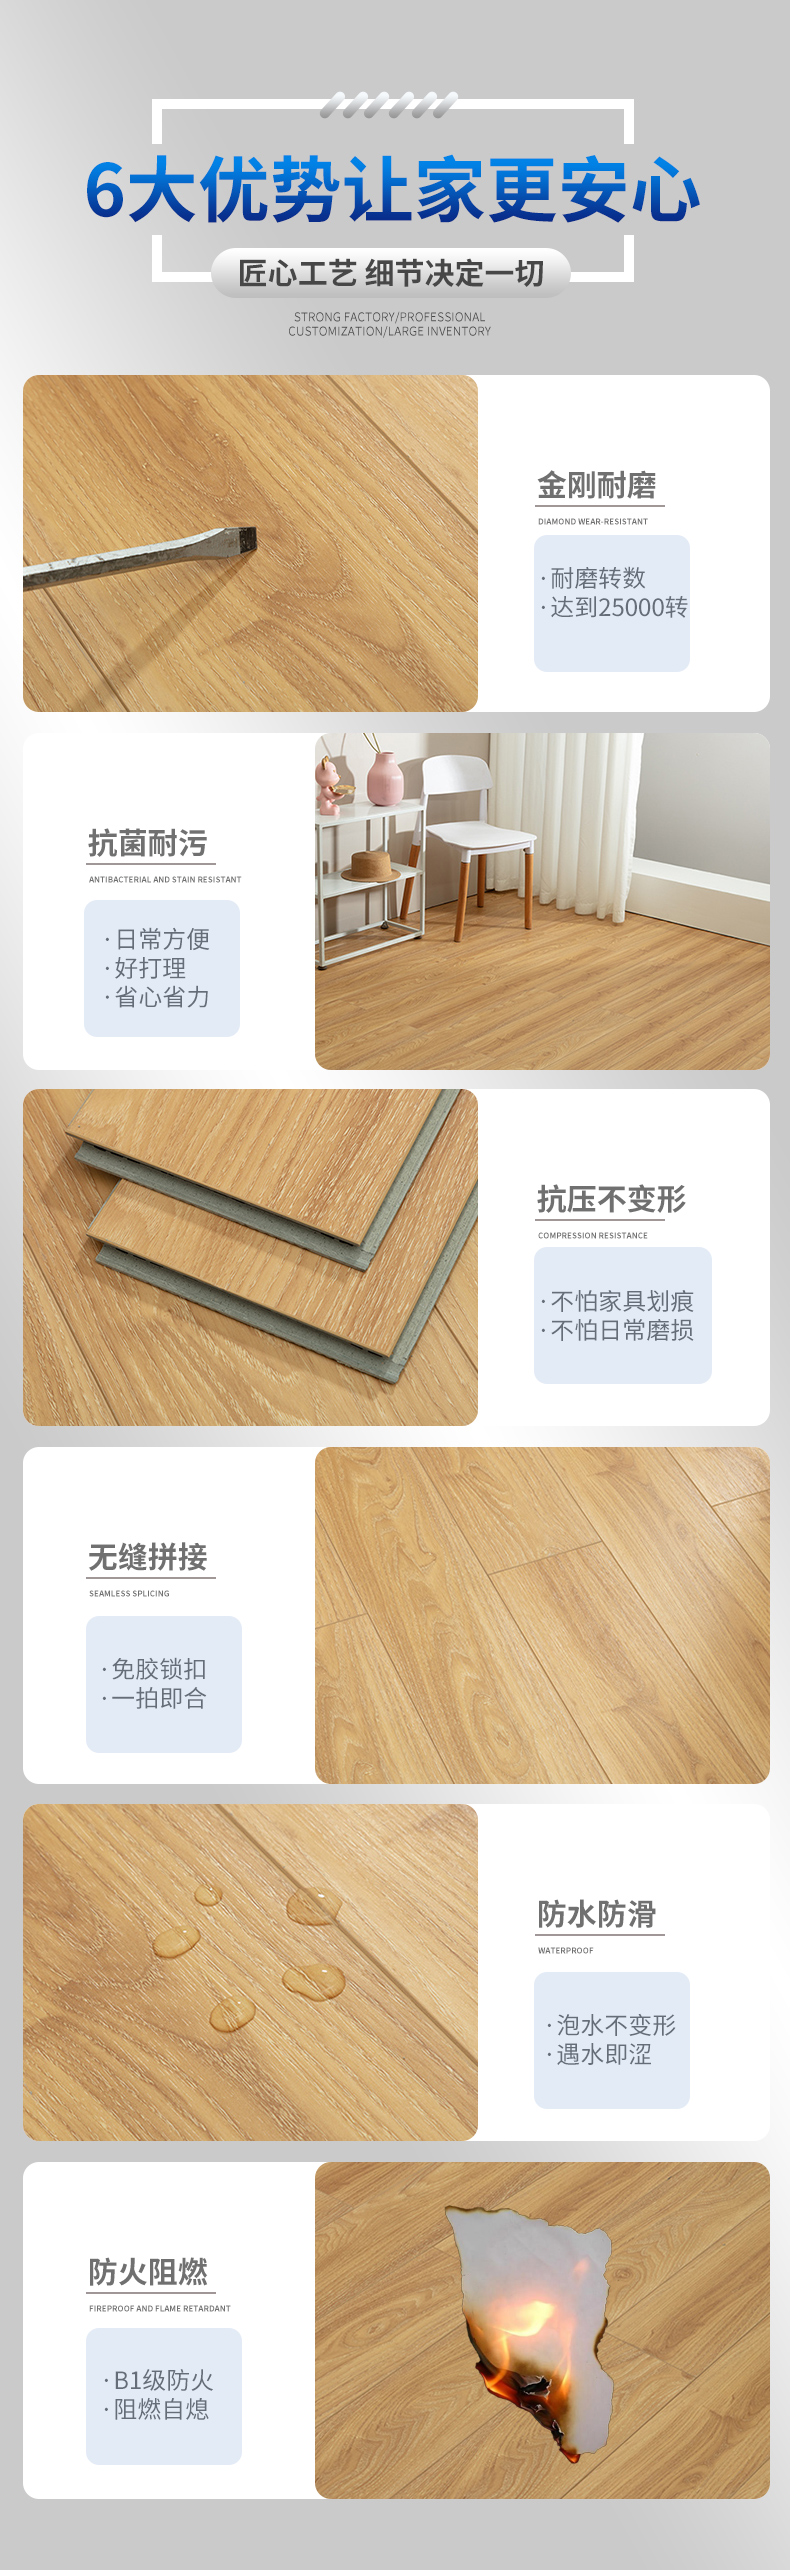 6大优势让家更安心
匠心工艺 细节决定一切
STRONG FACTORY/PROFESSIONAL
CUSTOMIZATION/LARGE INVENTORY
金刚耐磨
DIAMOND WEAR-RESISTANT
·耐磨转数
·达到25000转
抗菌耐污
ANTIBACTERIAL AND STAIN RESISTANT
·日常方便
·好打理
·省心省力
抗压不变形
COMPRESSION RESISTANCE
·不怕家具划痕
·不怕日常磨损
无缝拼接
SEAMLESS SPLICING
·免胶锁扣
·一拍即合
防水防滑
WATERPROOF
·泡水不变形
·遇水即涩
防火阻燃
FIREPROOF AND FLAME RETARDANT
·B1级防火
·阻燃自熄